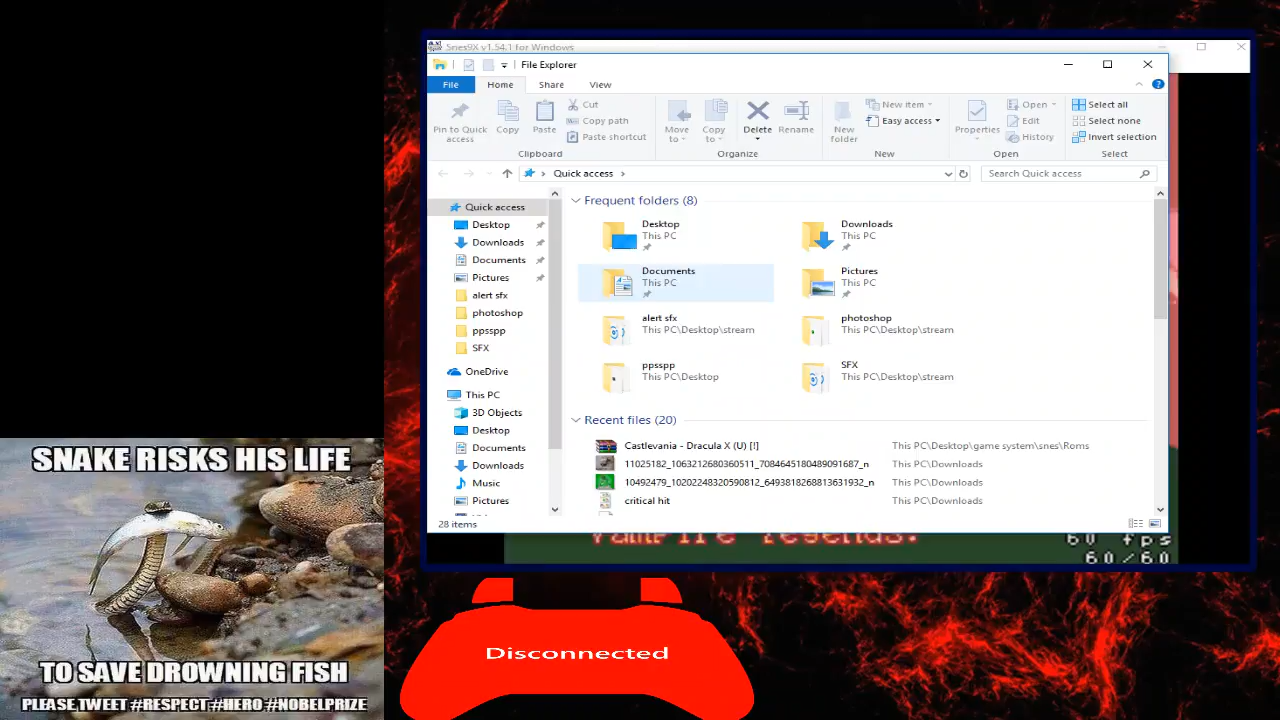 Snes9X v1.54.1 for Windows
File Explorer
File
Home
Share
View
Pin to Quick
access
Copy
Paste
Cut
Copy path
Paste shortcut
Clipboard
Move
to
Copy
to
Delete
Rename
Organize
New
folder
New item
Easy access
New
Properties
Open
Edit
History
Open
Select all
Select none
Invert selection
Select
Quick access
Search Quick access
Quick access
Desktop
Downloads
Documents
Pictures
alert sfx
photoshop
ppsspp
SFX
OneDrive
This PC
3D Objects
Desktop
Documents
Downloads
Music
Pictures
Frequent folders (8)
Desktop
This PC
Downloads
This PC
Documents
This PC
Pictures
This PC
alert sfx
This PC\Desktop\stream
photoshop
This PC\Desktop\stream
ppsspp
This PC\Desktop
SFX
This PC\Desktop\stream
Recent files (20)
Castlevania - Dracula X (U) [!]
This PC\Desktop\game system\snes\Roms
11025182_1063212680360511_7084645180489091687_n
This PC\Downloads
10492479_10202248320590812_6493818268813631932_n
This PC\Downloads
critical hit
This PC\Downloads
28 items
Vampire legends.
60 fps
60/60
SNAKE RISKS HIS LIFE
TO SAVE DROWNING FISH
PLEASE TWEET #RESPECT #HERO #NOBELPRIZE
Disconnected